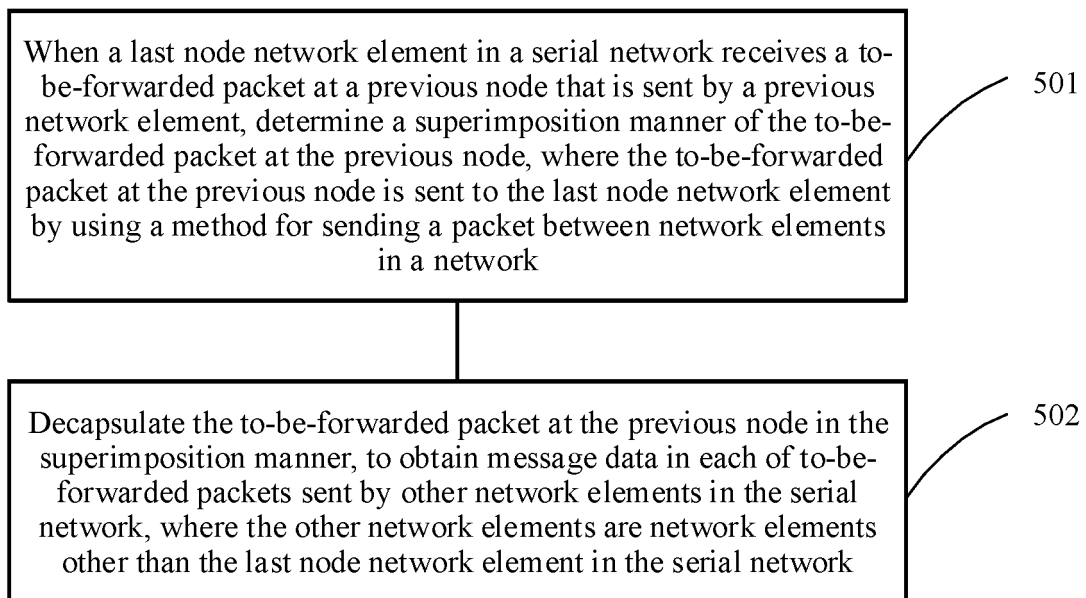 When a last node network element in a serial network receives a to-
be-forwarded packet at a previous node that is sent by a previous
network element, determine a superimposition manner of the to-be-
forwarded packet at the previous node, where the to-be-forwarded
packet at the previous node is sent to the last node network element
by using a method for sending a packet between network elements
in a network
501
Decapsulate the to-be-forwarded packet at the previous node in the
superimposition manner, to obtain message data in each of to-be-
forwarded packets sent by other network elements in the serial
network, where the other network elements are network elements
other than the last node network element in the serial network
502